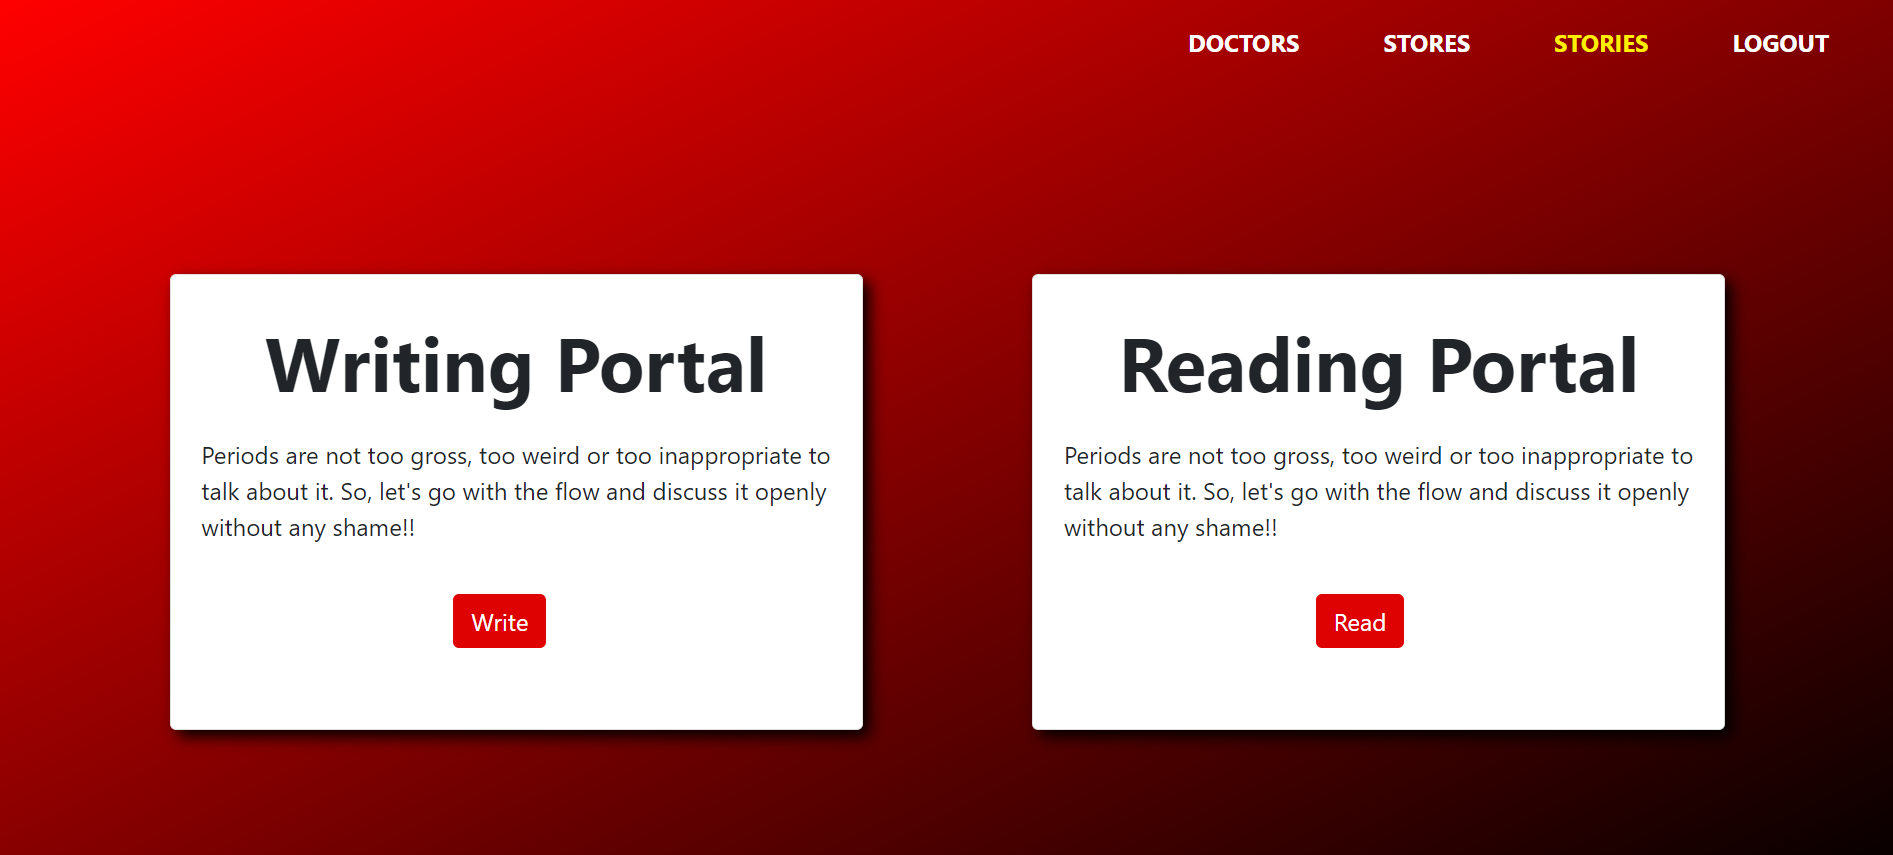 DOCTORS STORES STORIES LOGOUT
Writing Portal
Periods are not too gross, too weird or too inappropriate to
talk about it. So, let's go with the flow and discuss it openly
without any shame!!
Write
Reading Portal
Periods are not too gross, too weird or too inappropriate to
talk about it. So, let's go with the flow and discuss it openly
without any shame!!
Read